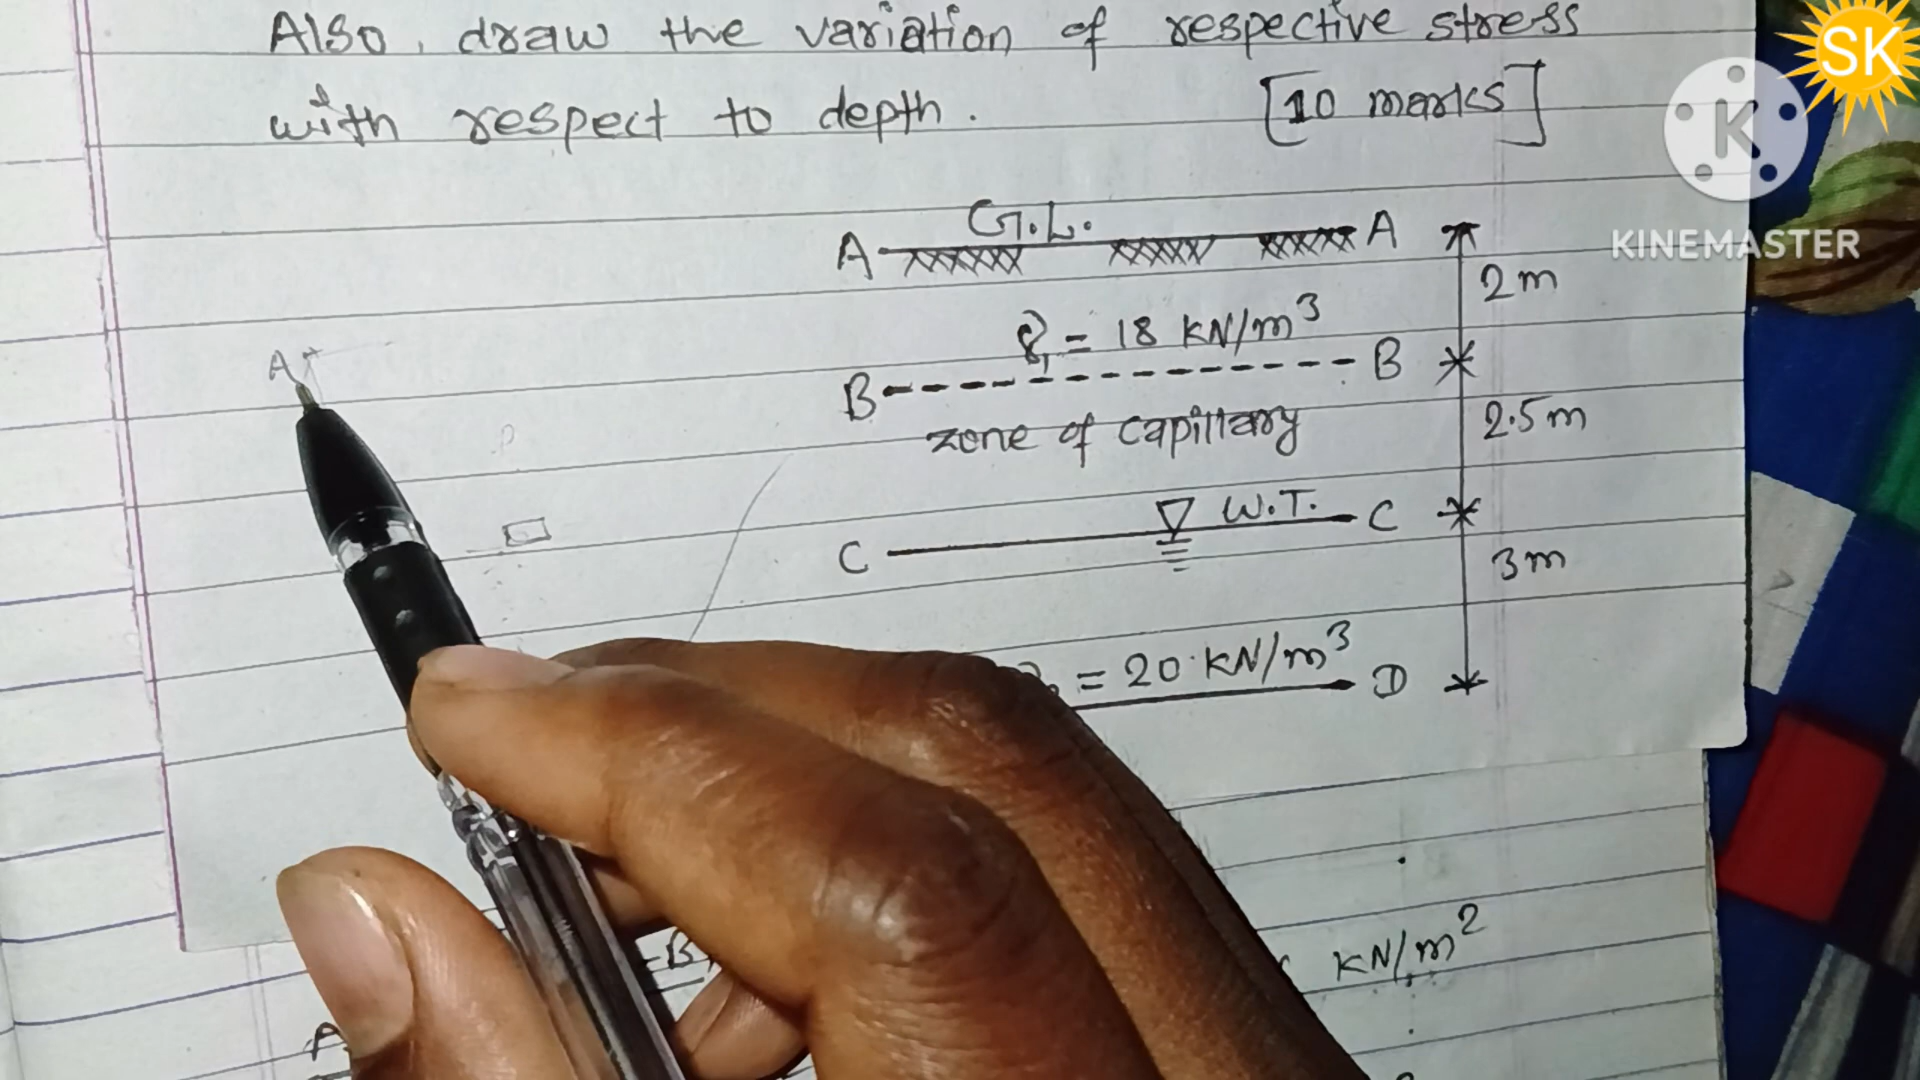 Also, draw the variation of respective stress
with respect to depth. [10 marks]
SK
K
KINEMASTER
G.L.
A A
2m
γ₁ = 18 KN/m³
B B
2.5m
zone of capillary
W.T.
C C
3m
= 20 KN/m³
D
A
B
KN/m²
A